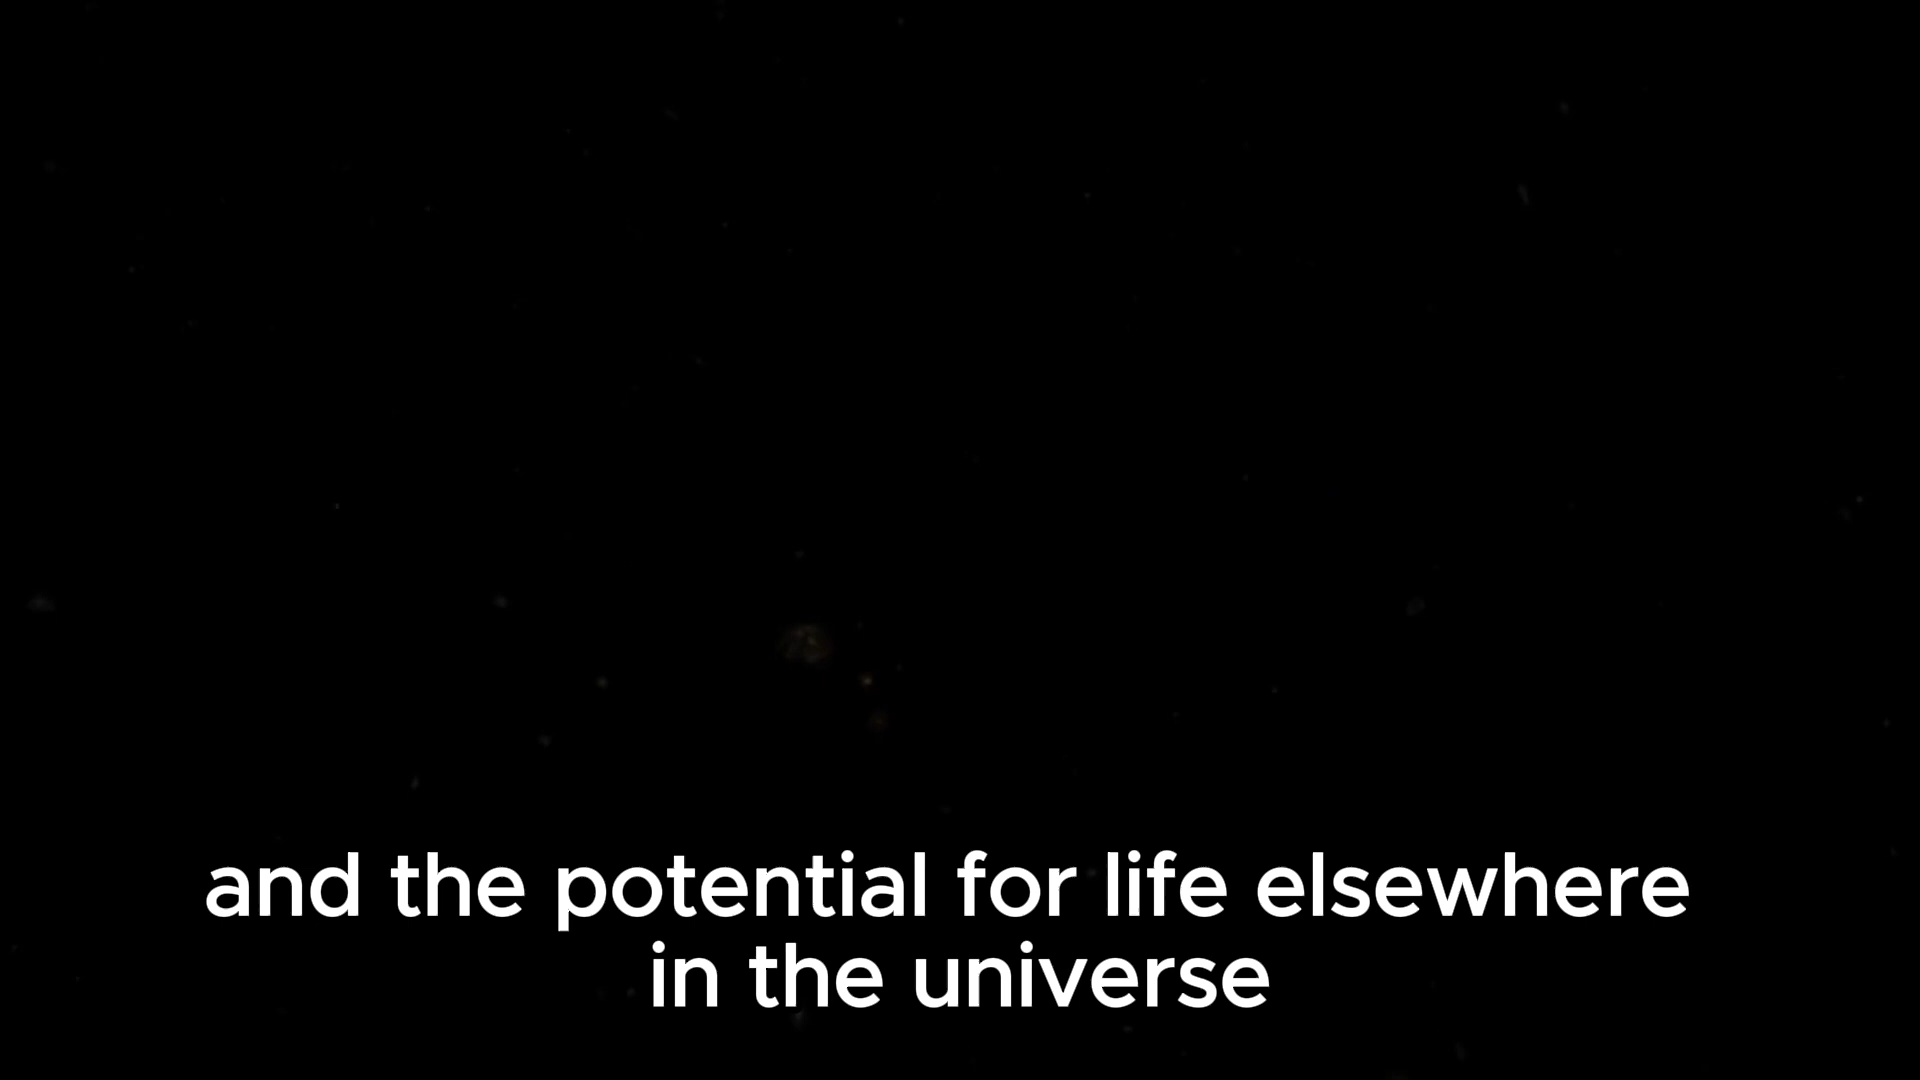 and the potential for life elsewhere
in the universe